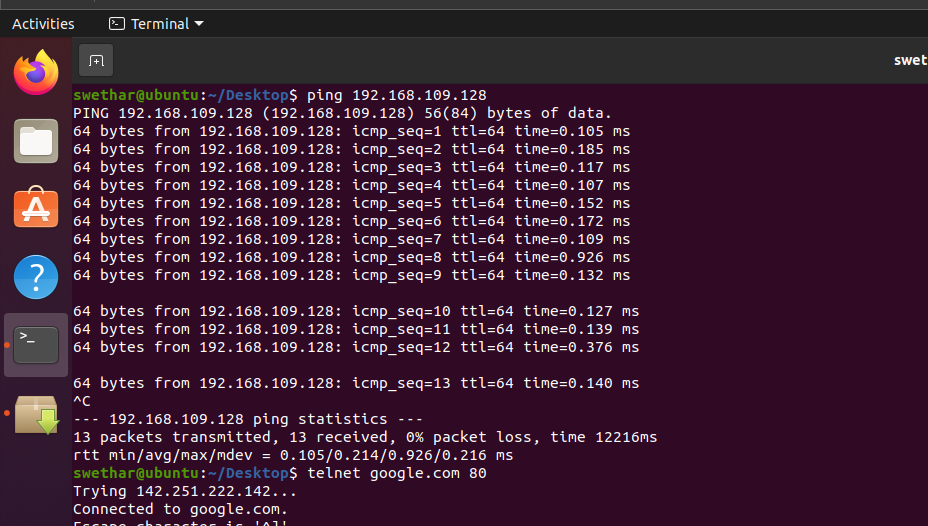 Activities
Terminal
swet
swethar@ubuntu:~/Desktop$ ping 192.168.109.128
PING 192.168.109.128 (192.168.109.128) 56(84) bytes of data.
64 bytes from 192.168.109.128: icmp_seq=1 ttl=64 time=0.105 ms
64 bytes from 192.168.109.128: icmp_seq=2 ttl=64 time=0.185 ms
64 bytes from 192.168.109.128: icmp_seq=3 ttl=64 time=0.117 ms
64 bytes from 192.168.109.128: icmp_seq=4 ttl=64 time=0.107 ms
64 bytes from 192.168.109.128: icmp_seq=5 ttl=64 time=0.152 ms
64 bytes from 192.168.109.128: icmp_seq=6 ttl=64 time=0.172 ms
64 bytes from 192.168.109.128: icmp_seq=7 ttl=64 time=0.109 ms
64 bytes from 192.168.109.128: icmp_seq=8 ttl=64 time=0.926 ms
64 bytes from 192.168.109.128: icmp_seq=9 ttl=64 time=0.132 ms
64 bytes from 192.168.109.128: icmp_seq=10 ttl=64 time=0.127 ms
64 bytes from 192.168.109.128: icmp_seq=11 ttl=64 time=0.139 ms
64 bytes from 192.168.109.128: icmp_seq=12 ttl=64 time=0.376 ms
64 bytes from 192.168.109.128: icmp_seq=13 ttl=64 time=0.140 ms
^C
--- 192.168.109.128 ping statistics ---
13 packets transmitted, 13 received, 0% packet loss, time 12216ms
rtt min/avg/max/mdev = 0.105/0.214/0.926/0.216 ms
swethar@ubuntu:~/Desktop$ telnet google.com 80
Trying 142.251.222.142...
Connected to google.com.
Escape character is '^]'.